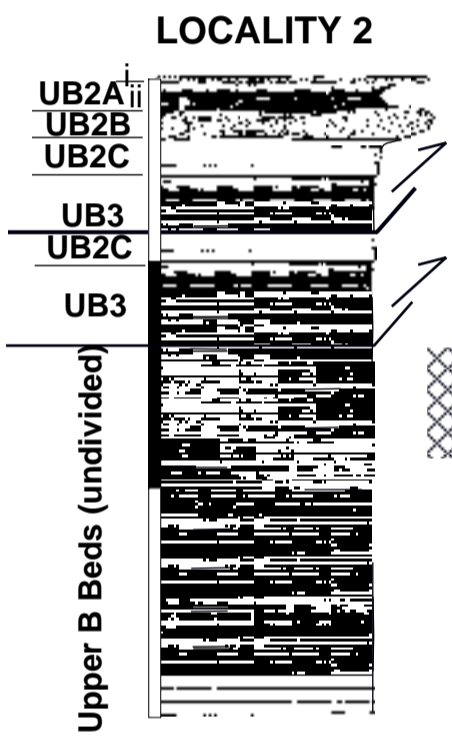 LOCALITY 2
i
UB2A ii
UB2B
UB2C
UB3
UB2C
UB3
Upper B Beds (undivided)